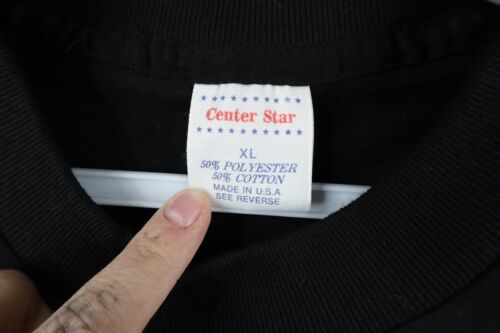 Center Star
XL
50% POLYESTER
50% COTTON
MADE IN U.S.A.
SEE REVERSE